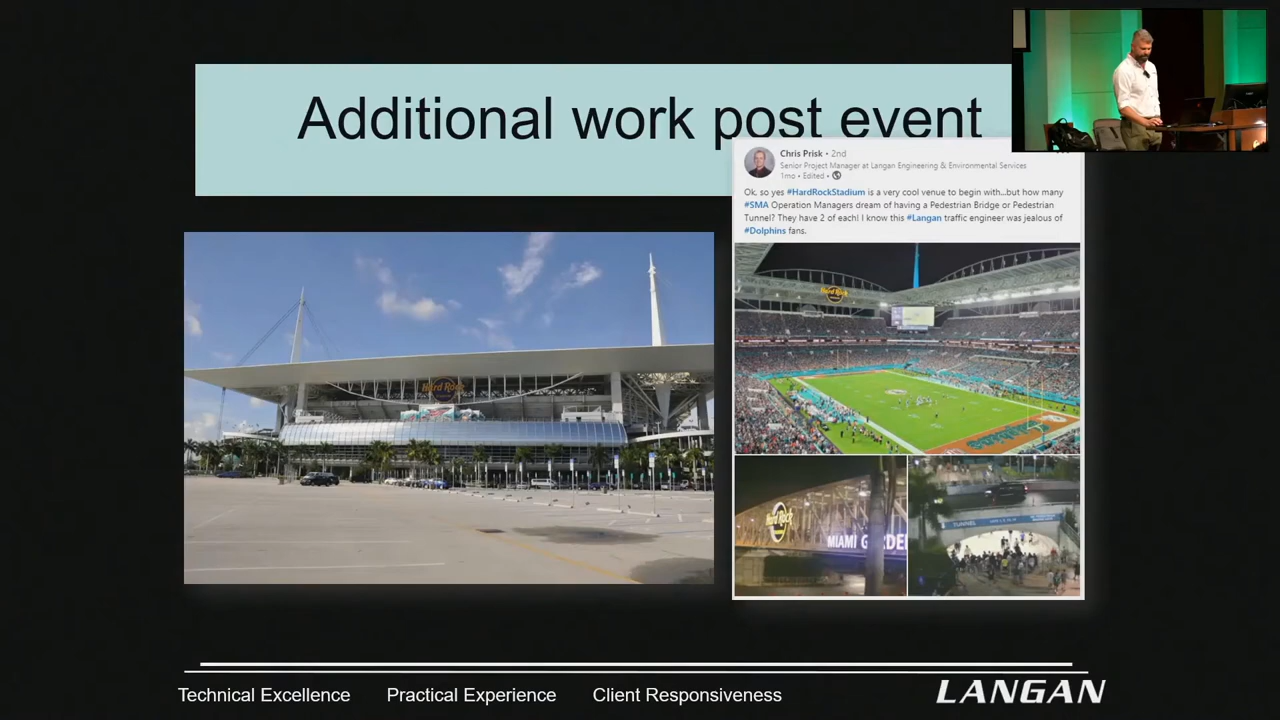 Additional work post event
Chris Prisk • 2nd
Senior Project Manager at Langan Engineering & Environmental Services
1mo • Edited •
Ok, so yes #HardRockStadium is a very cool venue to begin with...but how many
#SMA Operation Managers dream of having a Pedestrian Bridge or Pedestrian
Tunnel? They have 2 of each! I know this #Langan traffic engineer was jealous of
#Dolphins fans.
Hard Rock
Hard Rock
Hard Rock
MIAMI GARDE
TUNNEL
Technical Excellence
Practical Experience
Client Responsiveness
LANGAN